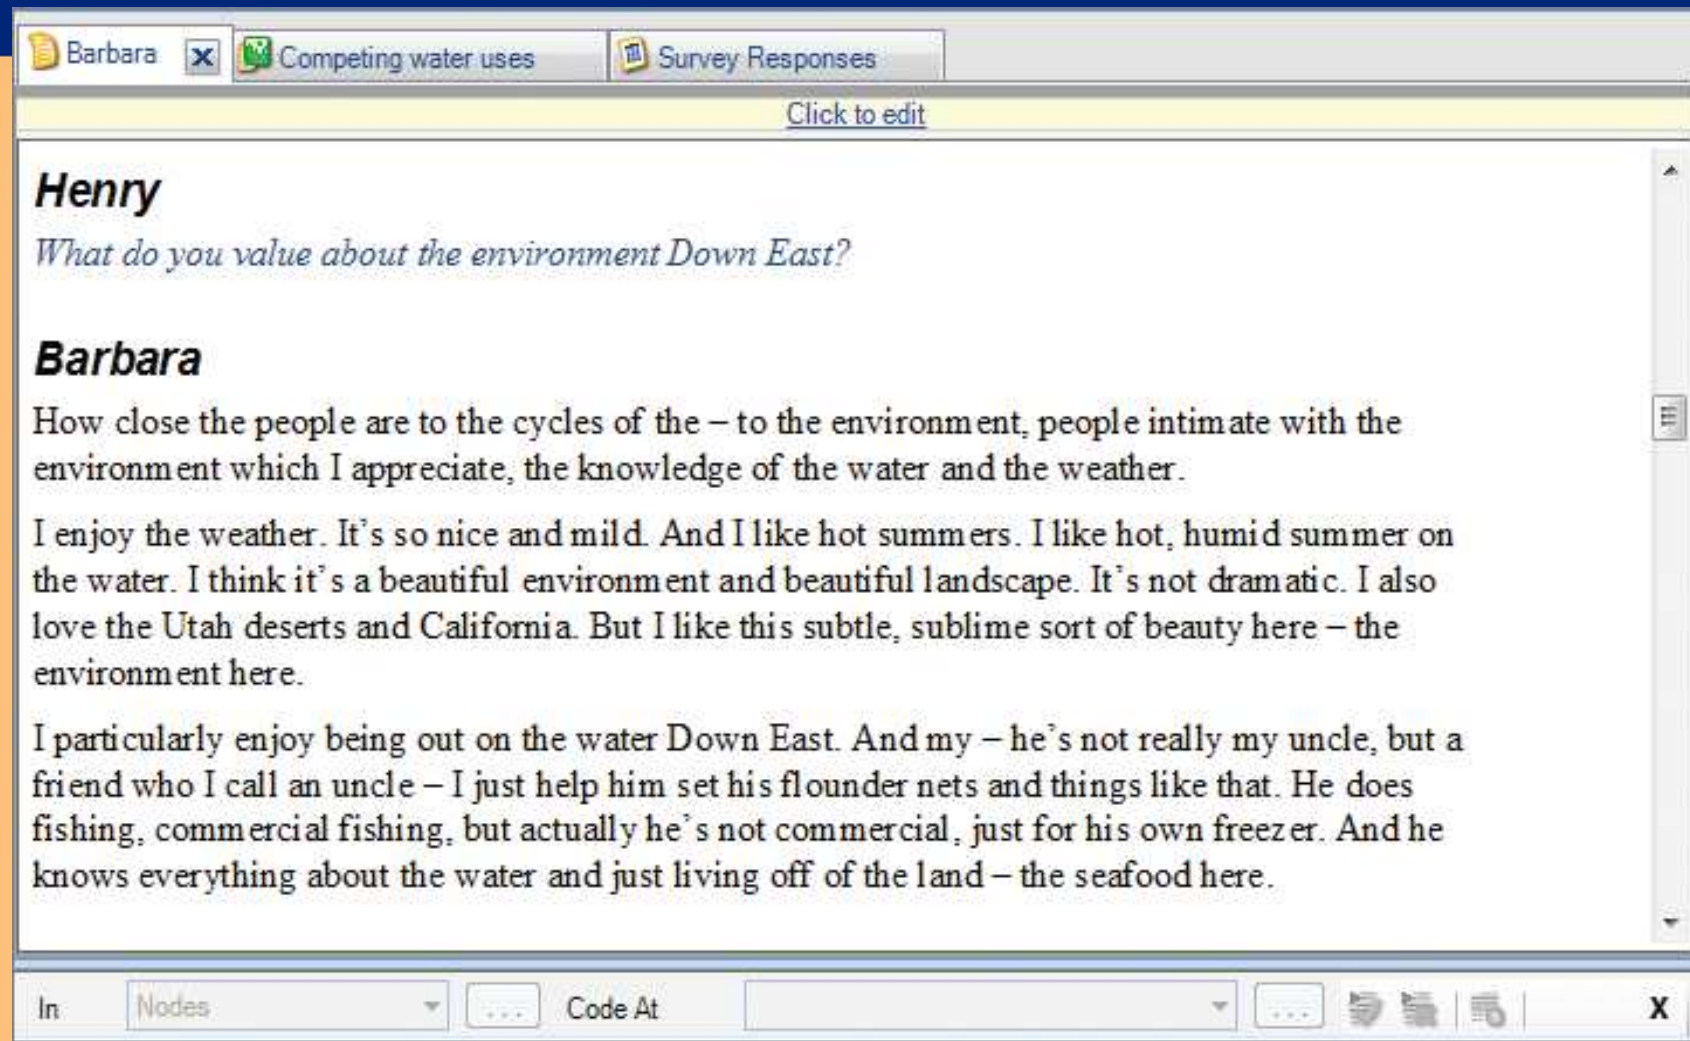 Barbara
Competing water uses
Survey Responses
Click to edit
Henry
What do you value about the environment Down East?
Barbara
How close the people are to the cycles of the – to the environment, people intimate with the
environment which I appreciate, the knowledge of the water and the weather.
I enjoy the weather. It's so nice and mild. And I like hot summers. I like hot, humid summer on
the water. I think it's a beautiful environment and beautiful landscape. It's not dramatic. I also
love the Utah deserts and California. But I like this subtle, sublime sort of beauty here – the
environment here.
I particularly enjoy being out on the water Down East. And my – he's not really my uncle, but a
friend who I call an uncle – I just help him set his flounder nets and things like that. He does
fishing, commercial fishing, but actually he's not commercial, just for his own freezer. And he
knows everything about the water and just living off of the land – the seafood here.
In Nodes ... Code At ... X